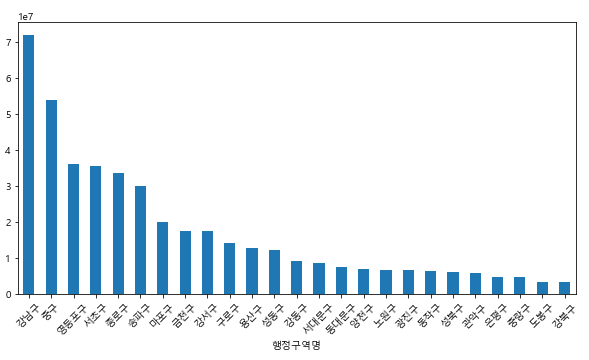 1e7
7
6
5
4
3
2
1
0
강남구
중구
영등포구
서초구
종로구
송파구
마포구
금천구
강서구
구로구
용산구
성동구
강동구
서대문구
동대문구
양천구
노원구
광진구
동작구
성북구
관악구
은평구
중랑구
도봉구
강북구
행정구역명